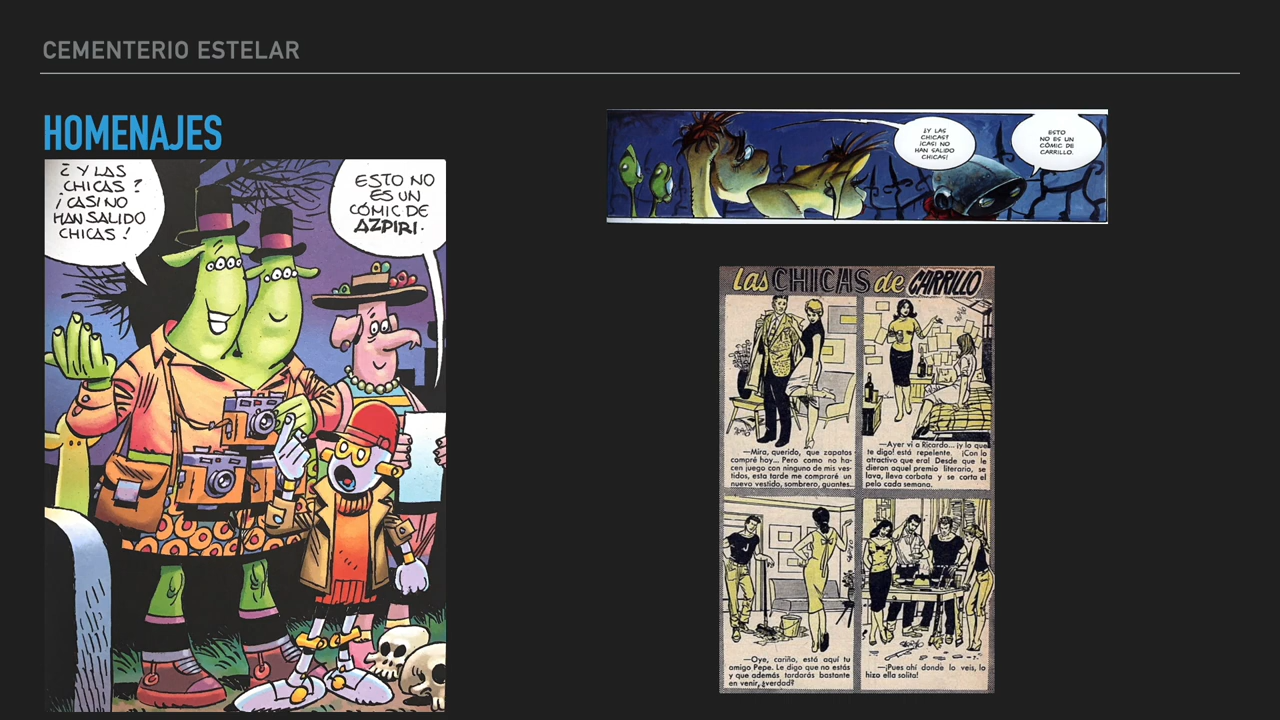 CEMENTERIO ESTELAR
HOMENAJES
¿ Y LAS
CHICAS ?
¡ CASI NO
HAN SALIDO
CHICAS !
ESTO NO
ES UN
CÓMIC DE
AZPIRI.
¿Y LAS
CHICAS?
¡CASI NO
HAN SALIDO
CHICAS!
ESTO
NO ES UN
CÓMIC DE
CARRILLO.
Las CHICAS de CARRILLO
—Mira, querido, que zapatos
compré hoy... Pero como no ha-
cen juego con ninguno de mis ves-
tidos, esta tarde me compraré un
nuevo vestido, sombrero, guantes...
—Ayer vi a Ricardo... ¡y lo que
te digo! está repelente. ¡Con lo
atractivo que era! Desde que le
dieron aquel premio literario, se
lava, lleva corbata y se corta el
pelo cada semana.
—Oye, cariño, está aquí tu
amigo Pepe. Le digo que no estás
y que además tardarás bastante
en venir, ¿verdad?
—¡Pues ahí donde lo veis, lo
hizo ella solita!